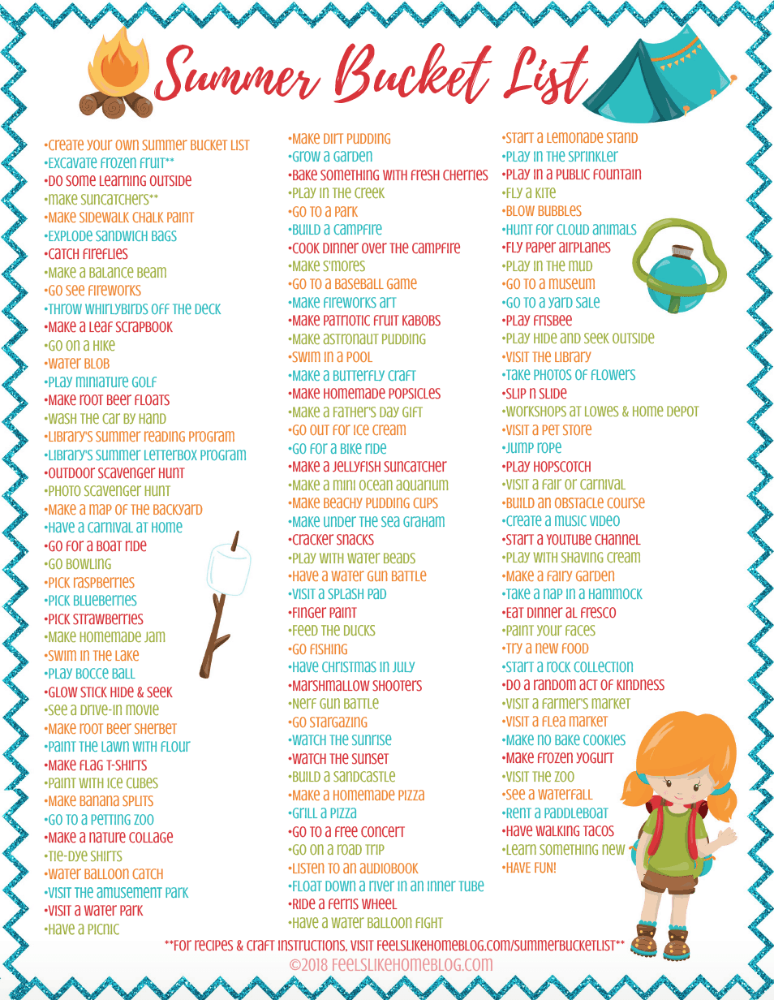 Summer Bucket List
•Create your own summer bucket list
•Excavate frozen fruit**
•Do some learning outside
•make suncatchers**
•Make sidewalk chalk paint
•Explode sandwich bags
•Catch fireflies
•Make a balance beam
•Go see fireworks
•Throw whirlybirds off the deck
•Make a leaf scrapbook
•Go on a hike
•Water blob
•Play miniature golf
•Make root beer floats
•Wash the car by hand
•Library's summer reading program
•Library's summer letterbox program
•Outdoor scavenger hunt
•Photo scavenger hunt
•Make a map of the backyard
•Have a carnival at home
•Go for a boat ride
•Go bowling
•Pick raspberries
•Pick blueberries
•Pick strawberries
•Make homemade jam
•Swim in the lake
•Play bocce ball
•Glow stick hide & seek
•See a drive-in movie
•Make root beer sherbet
•Paint the lawn with flour
•Make flag t-shirts
•Paint with ice cubes
•Make banana splits
•Go to a petting zoo
•Make a nature collage
•Tie-dye shirts
•Water balloon catch
•Visit the amusement park
•Visit a water park
•Have a picnic
•Make dirt pudding
•Grow a garden
•Bake something with fresh cherries
•Play in the creek
•Go to a park
•Build a campfire
•Cook dinner over the campfire
•Make s'mores
•Go to a baseball game
•Make fireworks art
•Make patriotic fruit kabobs
•Make astronaut pudding
•Swim in a pool
•Make a butterfly craft
•Make homemade popsicles
•Make a Father's Day gift
•Go out for ice cream
•Go for a bike ride
•Make a jellyfish suncatcher
•Make a mini ocean aquarium
•Make beachy pudding cups
•Make under the sea graham
•cracker snacks
•Play with water beads
•Have a water gun battle
•Visit a splash pad
•Finger paint
•Feed the ducks
•Go fishing
•Have Christmas in July
•Marshmallow shooters
•Nerf gun battle
•Go stargazing
•Watch the sunrise
•Watch the sunset
•Build a sandcastle
•Make a homemade pizza
•Grill a pizza
•Go to a free concert
•Go on a road trip
•Listen to an audiobook
•Float down a river in an inner tube
•Ride a ferris wheel
•Have a water balloon fight
•Start a lemonade stand
•Play in the sprinkler
•Play in a public fountain
•Fly a kite
•Blow bubbles
•Hunt for cloud animals
•Fly paper airplanes
•Play in the mud
•Go to a museum
•Go to a yard sale
•Play frisbee
•Play hide and seek outside
•Visit the library
•Take photos of flowers
•Slip n slide
•Workshops at Lowes & Home Depot
•Visit a pet store
•Jump rope
•Play hopscotch
•Visit a fair or carnival
•Build an obstacle course
•Create a music video
•Start a YouTube channel
•Play with shaving cream
•Make a fairy garden
•Take a nap in a hammock
•Eat dinner al fresco
•Paint your faces
•Try a new food
•Start a rock collection
•Do a random act of kindness
•Visit a farmer's market
•Visit a flea market
•Make no bake cookies
•Make frozen yogurt
•Visit the zoo
•See a waterfall
•Rent a paddleboat
•Have walking tacos
•Learn something new
•HAVE FUN!
**For recipes & craft instructions, visit feelslikehomeblog.com/summerbucketlist**
©2018 feelslikehomeblog.com